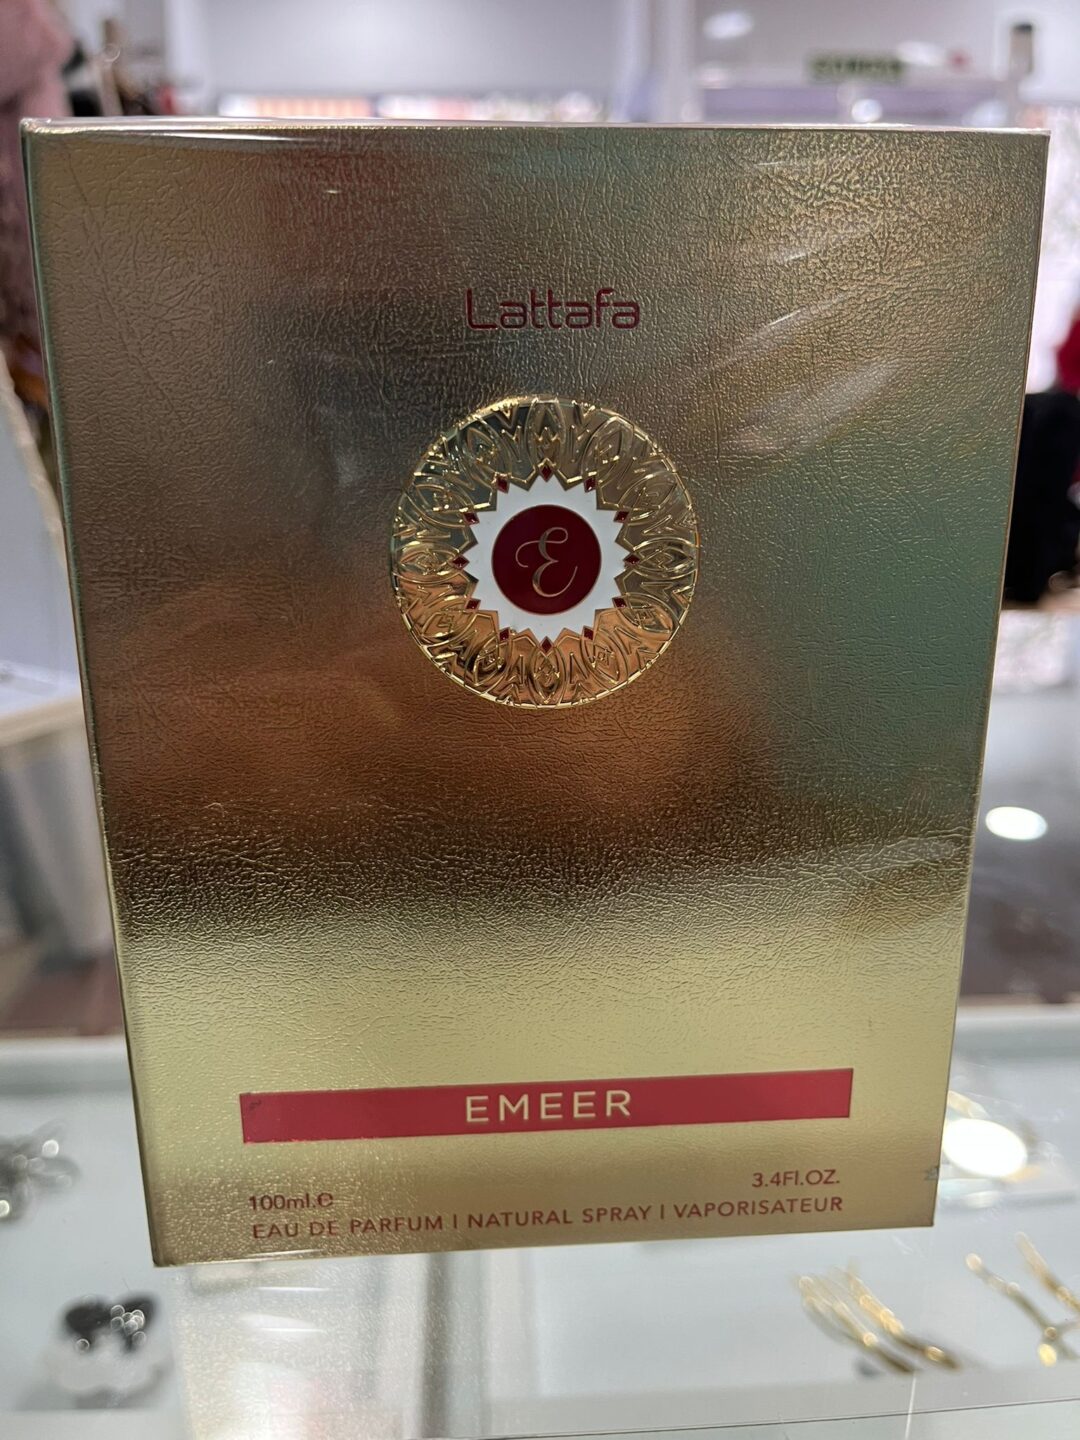 Lattafa
E
EMEER
100ml.e
3.4Fl.OZ.
EAU DE PARFUM | NATURAL SPRAY | VAPORISATEUR